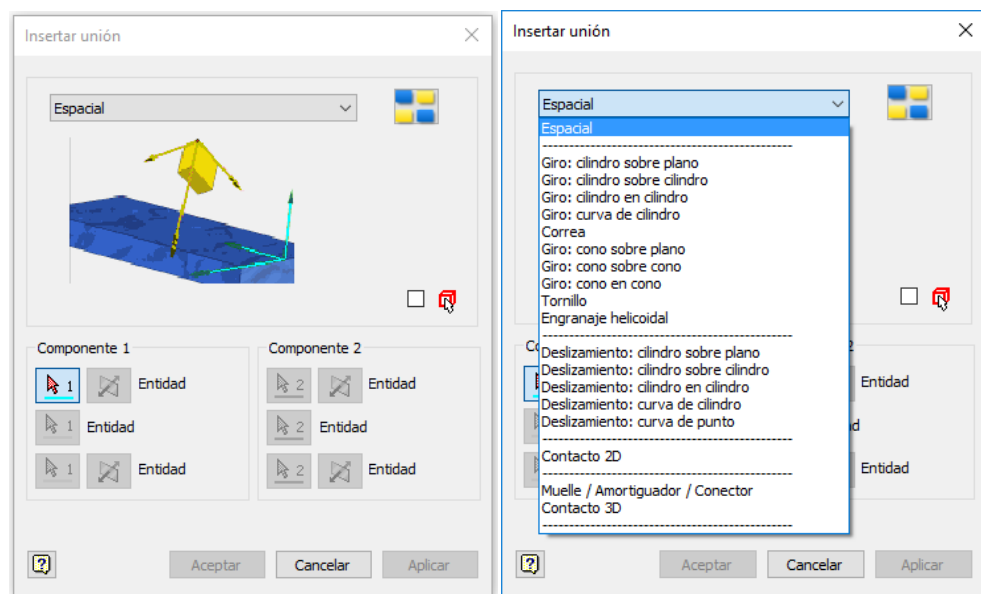 Insertar unión
Espacial
Componente 1
Componente 2
1
Entidad
2
Entidad
1
Entidad
2
Entidad
1
Entidad
2
Entidad
Aceptar
Cancelar
Aplicar
Insertar unión
Espacial
Espacial
Giro: cilindro sobre plano
Giro: cilindro sobre cilindro
Giro: cilindro en cilindro
Giro: curva de cilindro
Correa
Giro: cono sobre plano
Giro: cono sobre cono
Giro: cono en cono
Tornillo
Engranaje helicoidal
Deslizamiento: cilindro sobre plano
Deslizamiento: cilindro sobre cilindro
Deslizamiento: cilindro en cilindro
Deslizamiento: curva de cilindro
Deslizamiento: curva de punto
Contacto 2D
Muelle / Amortiguador / Conector
Contacto 3D
Entidad
Entidad
Aceptar
Cancelar
Aplicar